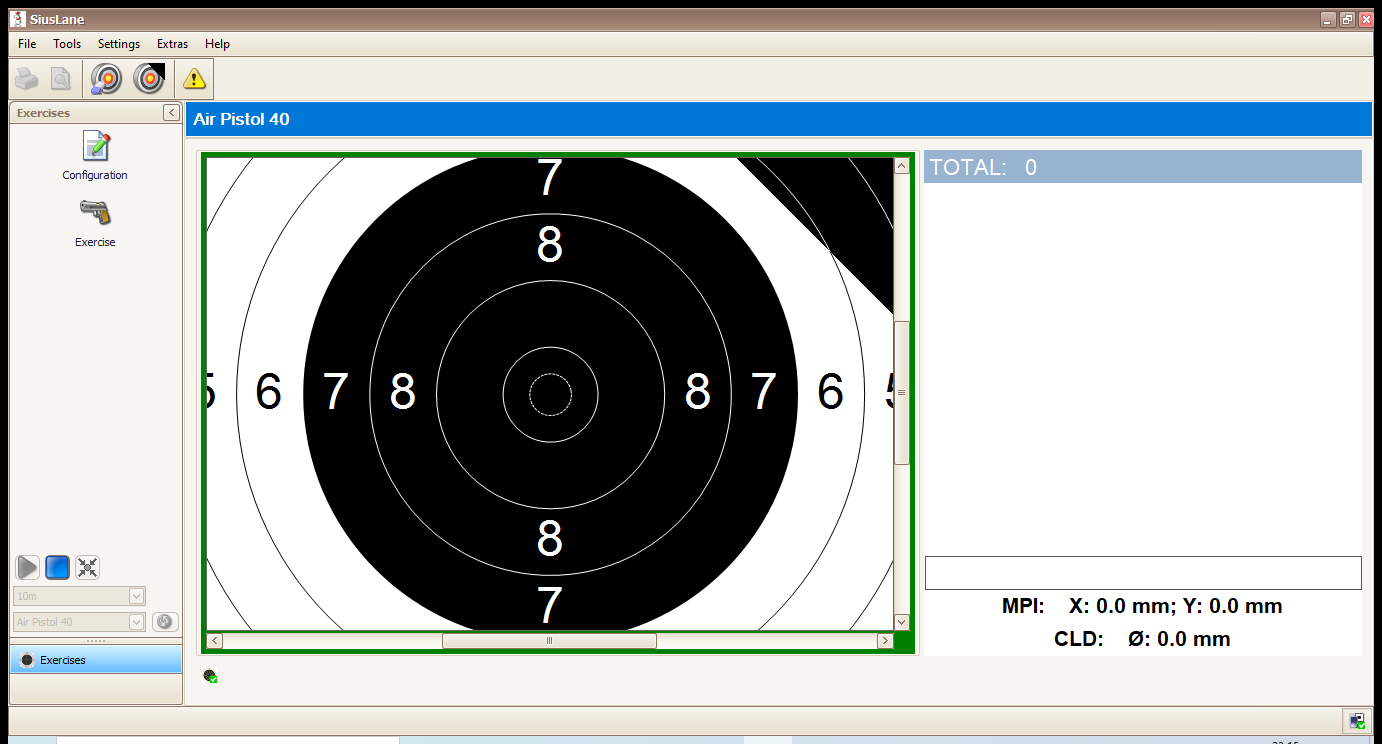 SiusLane
File Tools Settings Extras Help
Exercises
Configuration
Exercise
10m
Air Pistol 40
Exercises
Air Pistol 40
7
8
6 7 8 8 7 6
8
7
TOTAL: 0
MPI: X: 0.0 mm; Y: 0.0 mm
CLD: Ø: 0.0 mm